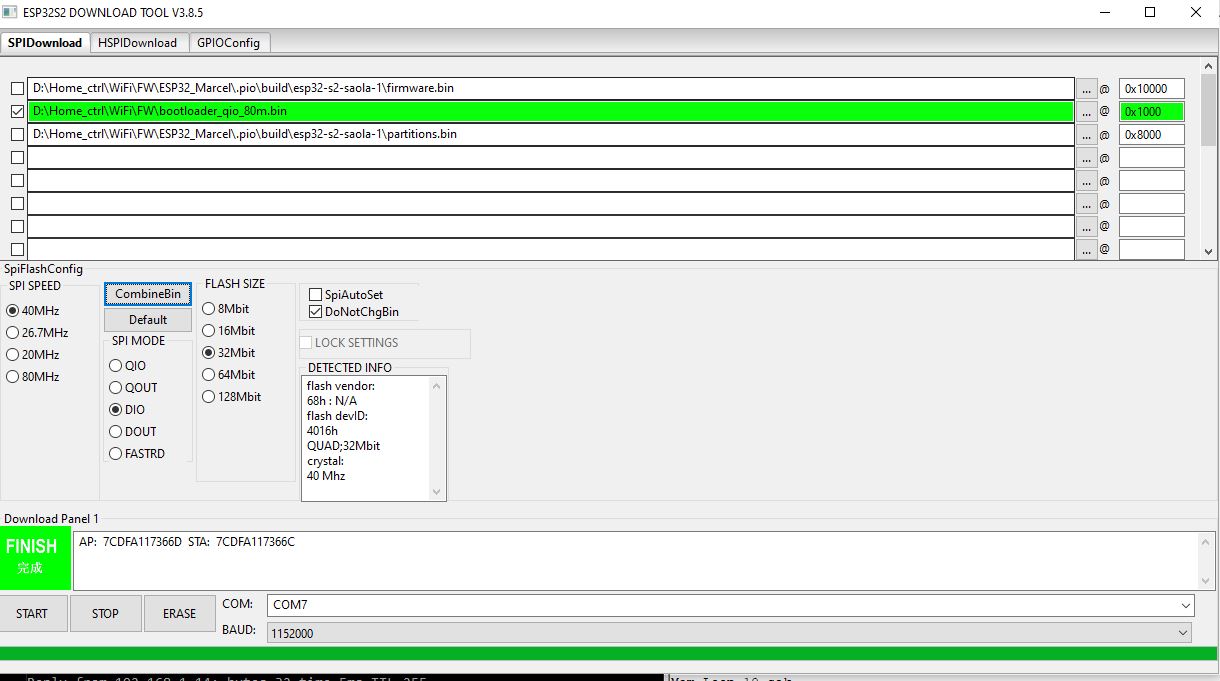 ESP32S2 DOWNLOAD TOOL V3.8.5
SPIDownload HSPIDownload GPIOConfig
D:\Home_ctrl\WiFi\FW\ESP32_Marcel\.pio\build\esp32-s2-saola-1\firmware.bin ... @ 0x10000
D:\Home_ctrl\WiFi\FW\bootloader_qio_80m.bin ... @ 0x1000
D:\Home_ctrl\WiFi\FW\ESP32_Marcel\.pio\build\esp32-s2-saola-1\partitions.bin ... @ 0x8000
... @
... @
... @
... @
... @
SpiFlashConfig
SPI SPEED
40MHz
26.7MHz
20MHz
80MHz
CombineBin
Default
SPI MODE
QIO
QOUT
DIO
DOUT
FASTRD
FLASH SIZE
8Mbit
16Mbit
32Mbit
64Mbit
128Mbit
SpiAutoSet
DoNotChgBin
LOCK SETTINGS
DETECTED INFO
flash vendor:
68h : N/A
flash devID:
4016h
QUAD;32Mbit
crystal:
40 Mhz
Download Panel 1
FINISH
完成
AP: 7CDFA117366D STA: 7CDFA117366C
START STOP ERASE
COM: COM7
BAUD: 1152000